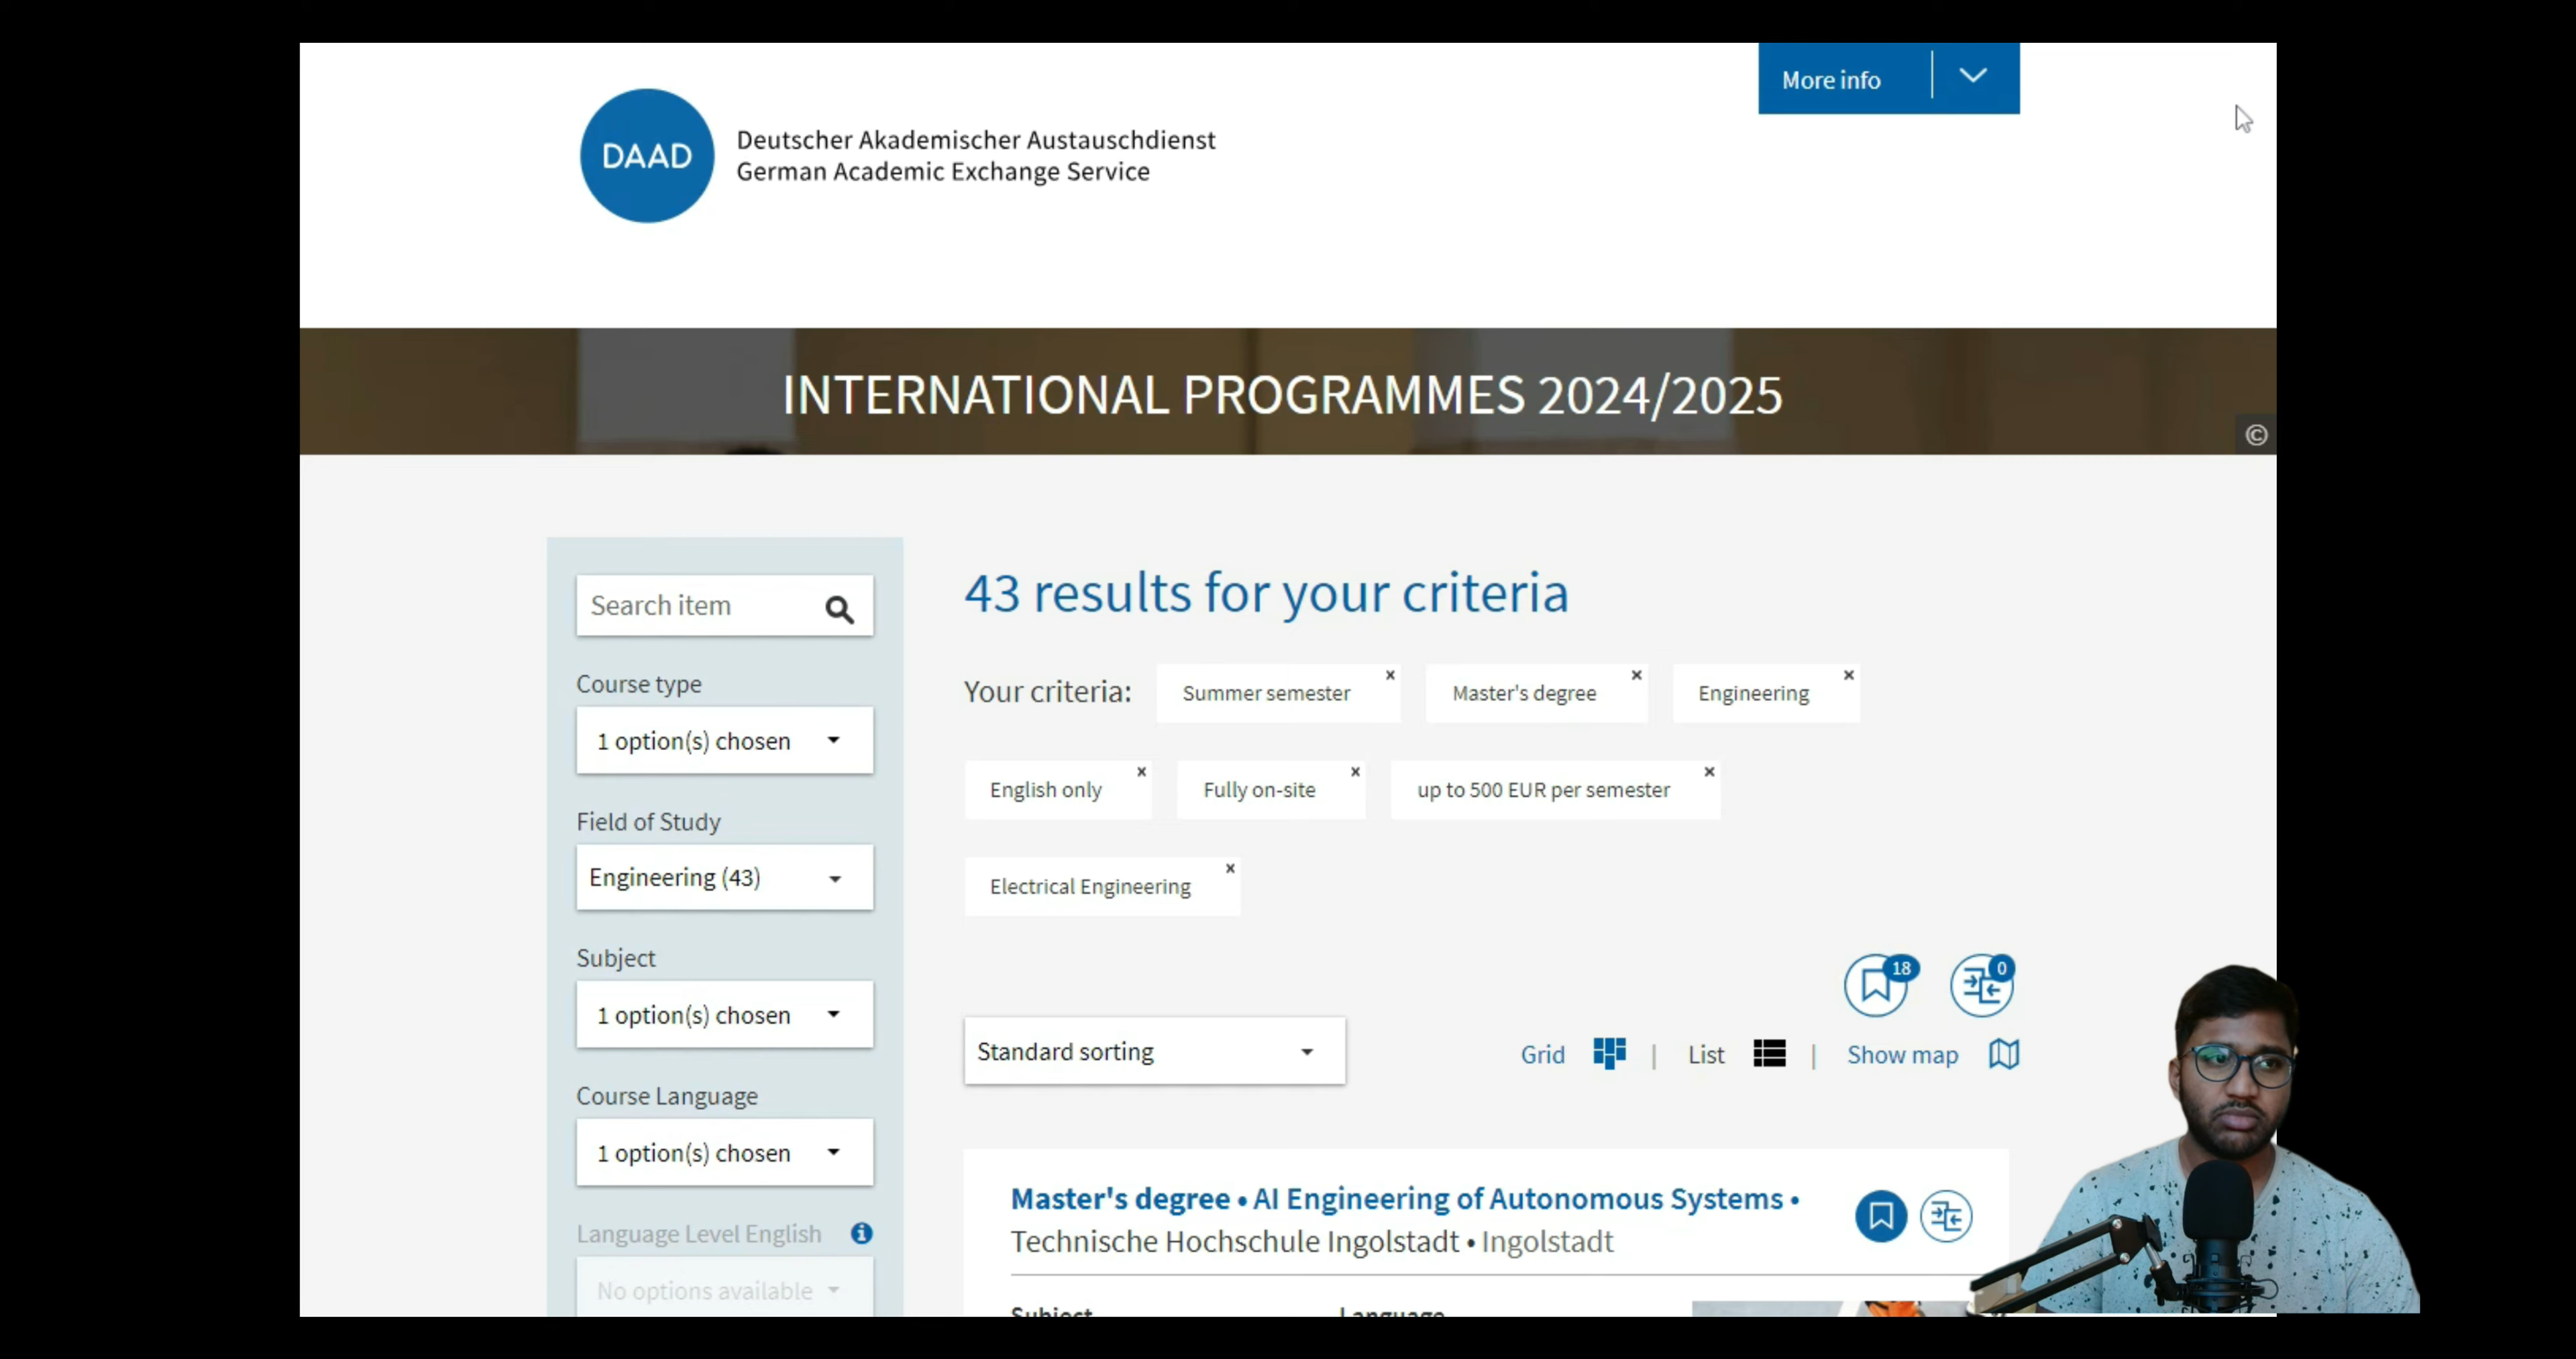 More info
DAAD
Deutscher Akademischer Austauschdienst
German Academic Exchange Service
INTERNATIONAL PROGRAMMES 2024/2025
©
Search item
Course type
1 option(s) chosen
Field of Study
Engineering (43)
Subject
1 option(s) chosen
Course Language
1 option(s) chosen
Language Level English
No options available
43 results for your criteria
Your criteria: Summer semester Master's degree Engineering
English only Fully on-site up to 500 EUR per semester
Electrical Engineering
18 0
Standard sorting Grid | List | Show map
Master's degree • AI Engineering of Autonomous Systems •
Technische Hochschule Ingolstadt • Ingolstadt
Subject Language